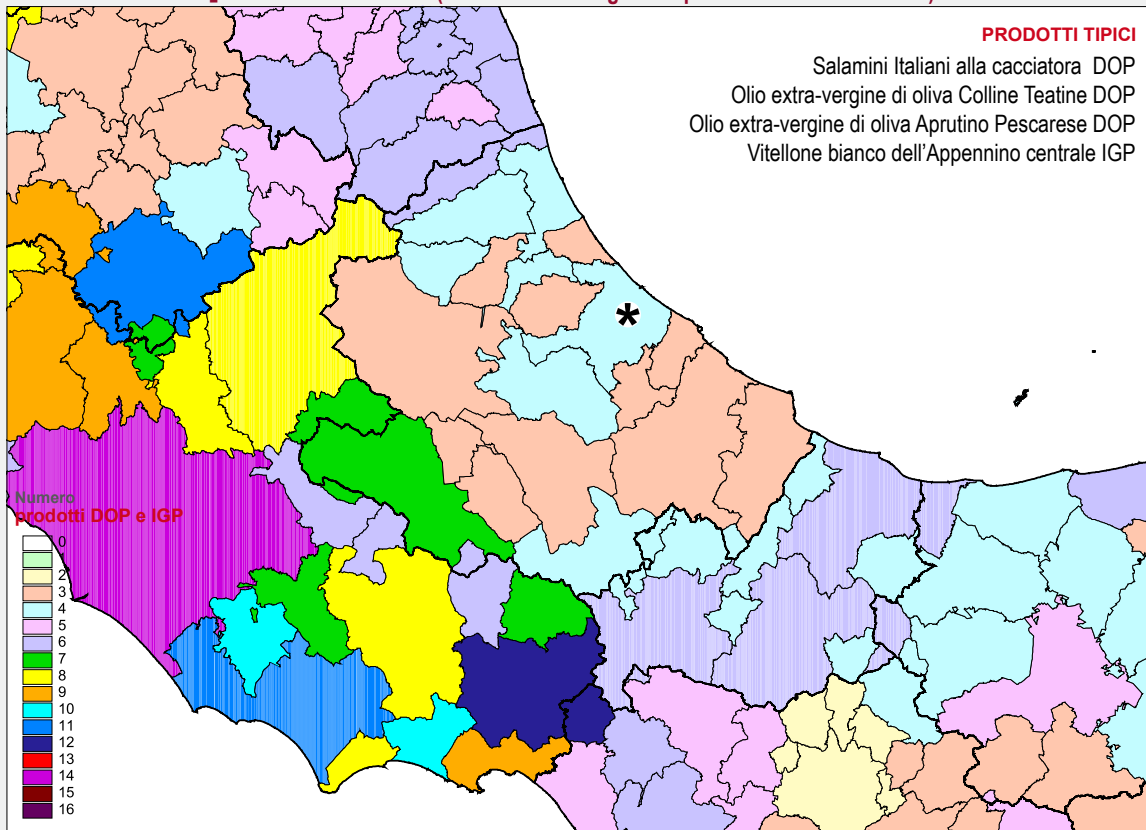 PRODOTTI TIPICI
Salamini Italiani alla cacciatora DOP
Olio extra-vergine di oliva Colline Teatine DOP
Olio extra-vergine di oliva Aprutino Pescarese DOP
Vitellone bianco dell'Appennino centrale IGP
*
Numero
prodotti DOP e IGP
0
2
3
4
5
6
7
8
9
10
11
12
13
14
15
16